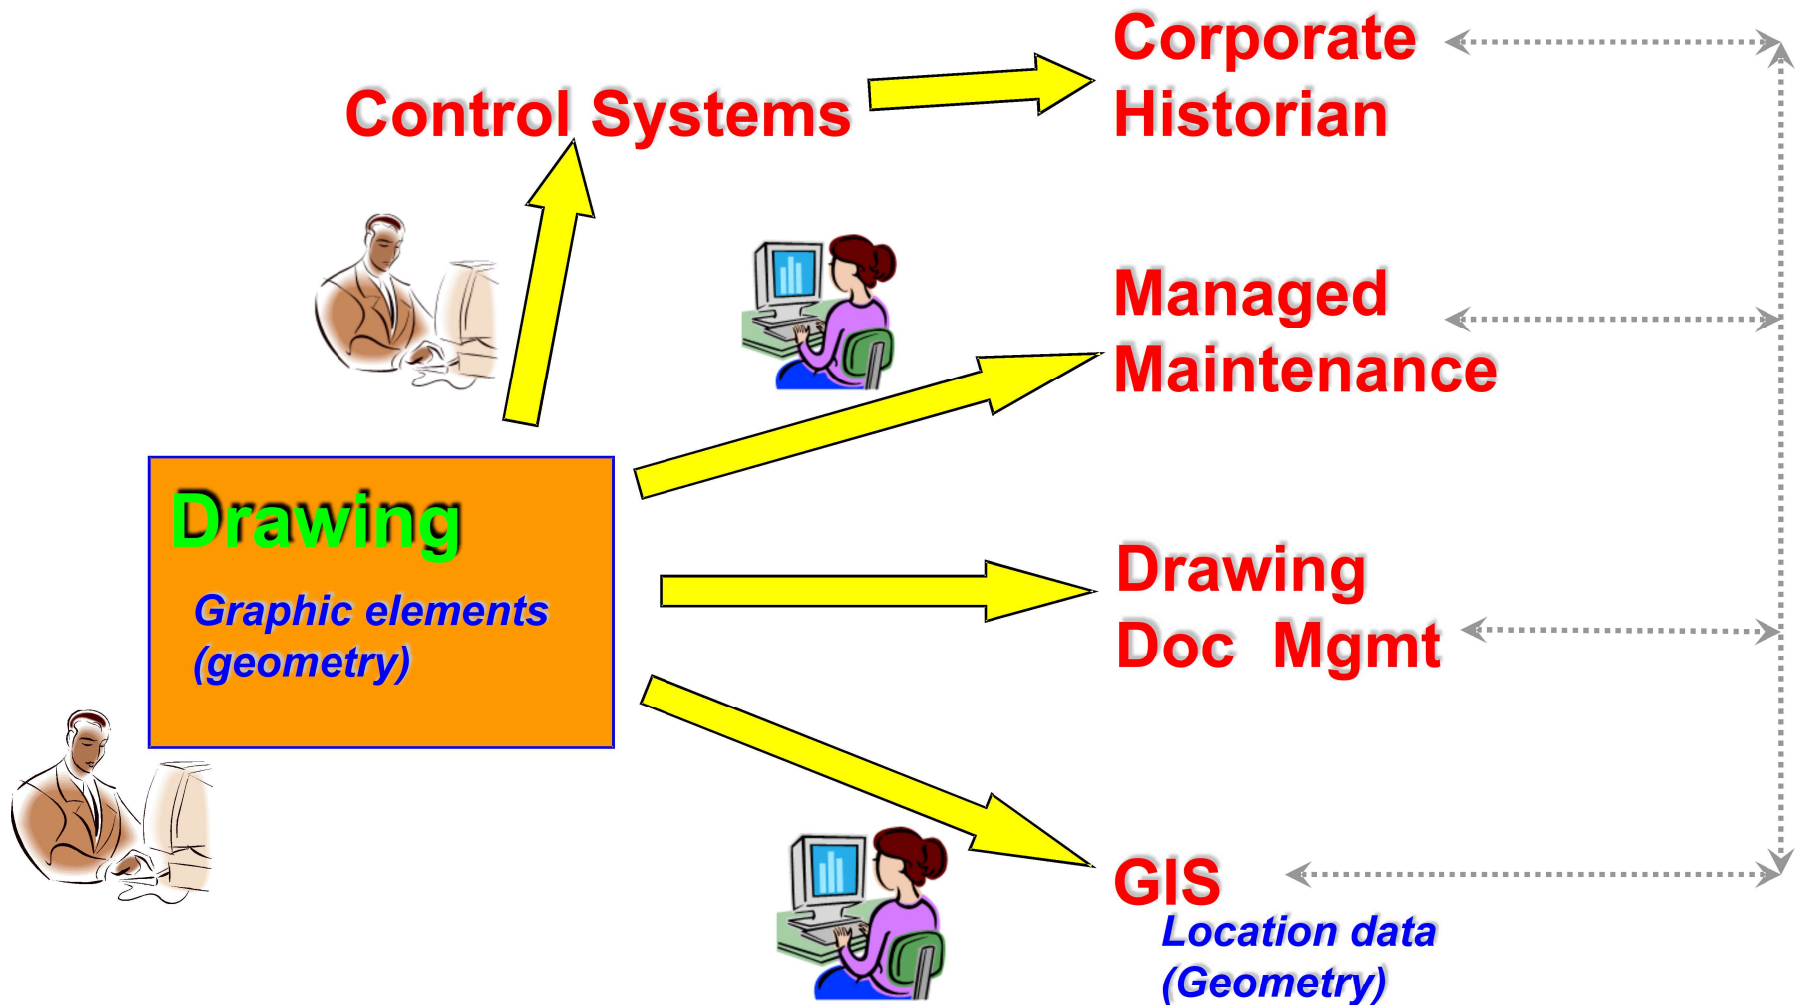 Corporate
Historian
Control Systems
Managed
Maintenance
Drawing
Graphic elements
(geometry)
Drawing
Doc Mgmt
GIS
Location data
(Geometry)